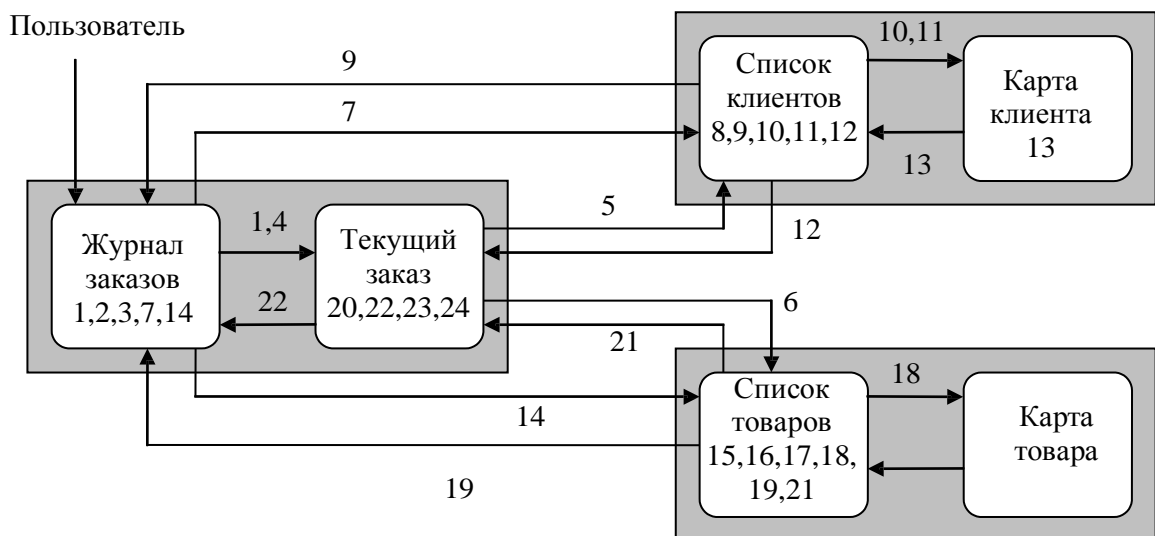 Пользователь
9
7
10,11
Список
клиентов
8,9,10,11,12
Карта
клиента
13
13
5
12
1,4
Журнал
заказов
1,2,3,7,14
22
Текущий
заказ
20,22,23,24
6
21
14
19
18
Список
товаров
15,16,17,18,
19,21
Карта
товара